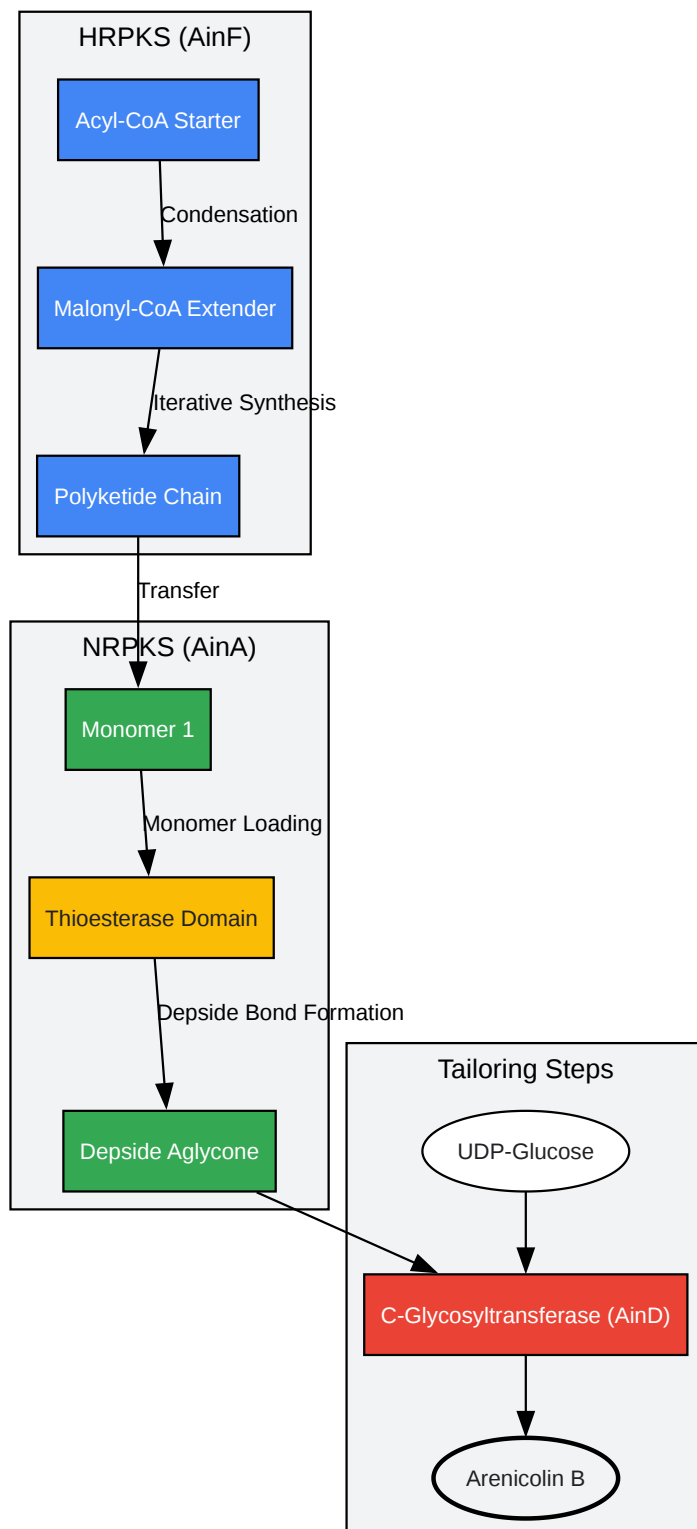 HRPKS (AinF)
Acyl-CoA Starter
Condensation
Malonyl-CoA Extender
Iterative Synthesis
Polyketide Chain
Transfer
NRPKS (AinA)
Monomer 1
Monomer Loading
Thioesterase Domain
Depside Bond Formation
Depside Aglycone
Tailoring Steps
UDP-Glucose
C-Glycosyltransferase (AinD)
Arenicolin B